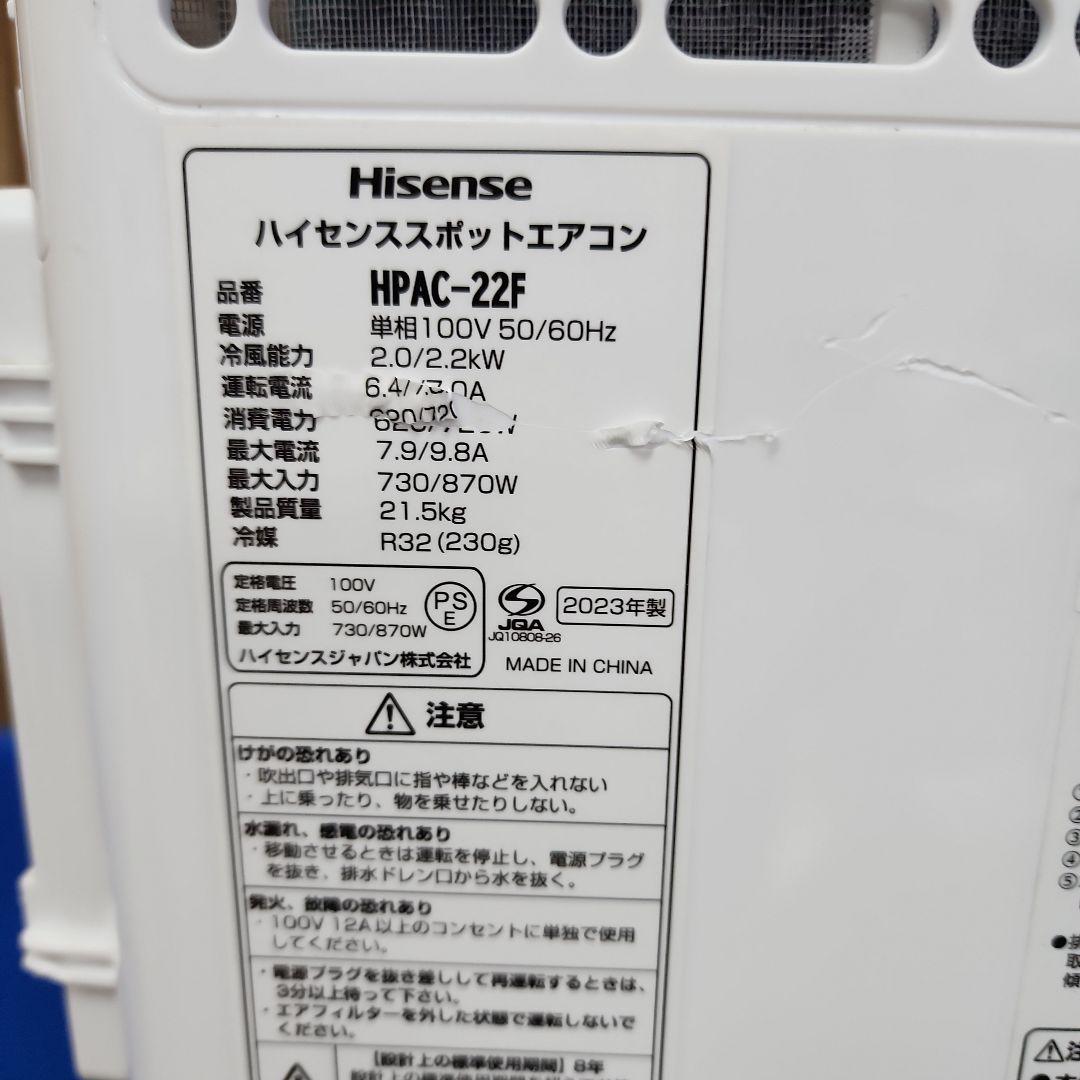 Hisense
ハイセンススポットエアコン
品番 HPAC-22F
電源 単相100V 50/60Hz
冷風能力 2.0/2.2kW
運転電流 6.4/7.0A
消費電力 620/720W
最大電流 7.9/9.8A
最大入力 730/870W
製品質量 21.5kg
冷媒 R32(230g)
定格電圧 100V
定格周波数 50/60Hz
最大入力 730/870W
ハイセンスジャパン株式会社
PSE
JQA
JQ10808-26
2023年製
MADE IN CHINA
注意
けがの恐れあり
・吹出口や排気口に指や棒などを入れない
・上に乗ったり、物を乗せたりしない。
水漏れ、感電の恐れあり
・移動させるときは運転を停止し、電源プラグ
を抜き、排水ドレン口から水を抜く。
発火、故障の恐れあり
・100V 12A以上のコンセントに単独で使用
してください。
・電源プラグを抜き差しして再運転するときは、
3分以上待って下さい。
・エアフィルターを外した状態で運転しないで
ください。
【設計上の標準使用期間】8年
①
②
③
④
⑤
取
傾
注